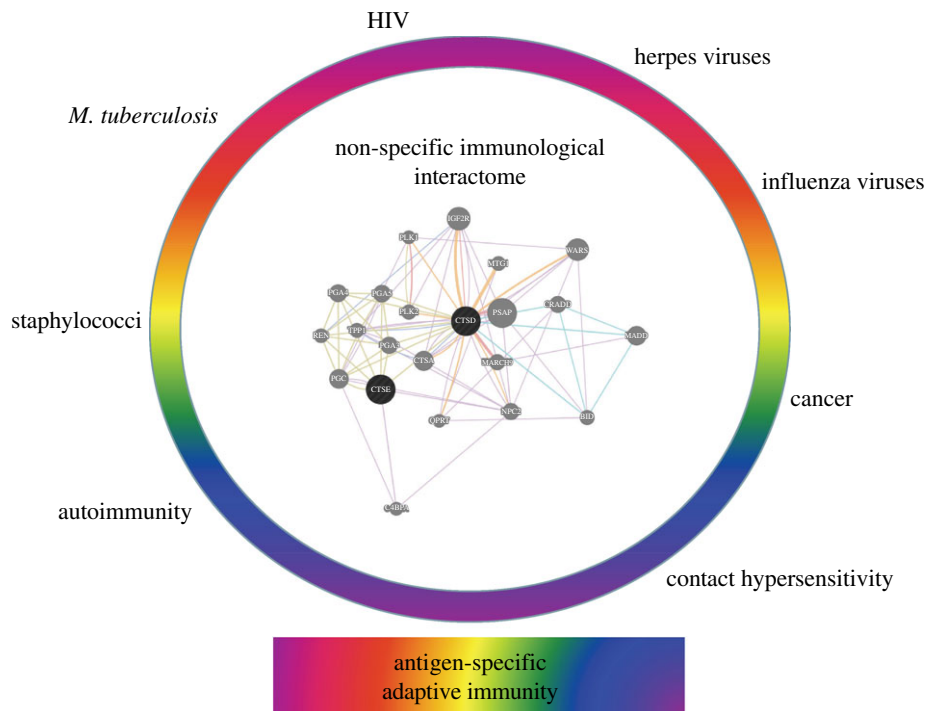 HIV
herpes viruses
M. tuberculosis
non-specific immunological
interactome
influenza viruses
IGF2R
PLK1
WARS
MTG1
PGA4
PGA5
PSAP
CRADD
PLK2
CTSD
staphylococci
REN
TPP1
MADD
PGA3
CTSA
MARCH9
PGC
CTSE
cancer
NPC2
QPRT
BID
C4BPA
autoimmunity
contact hypersensitivity
antigen-specific
adaptive immunity